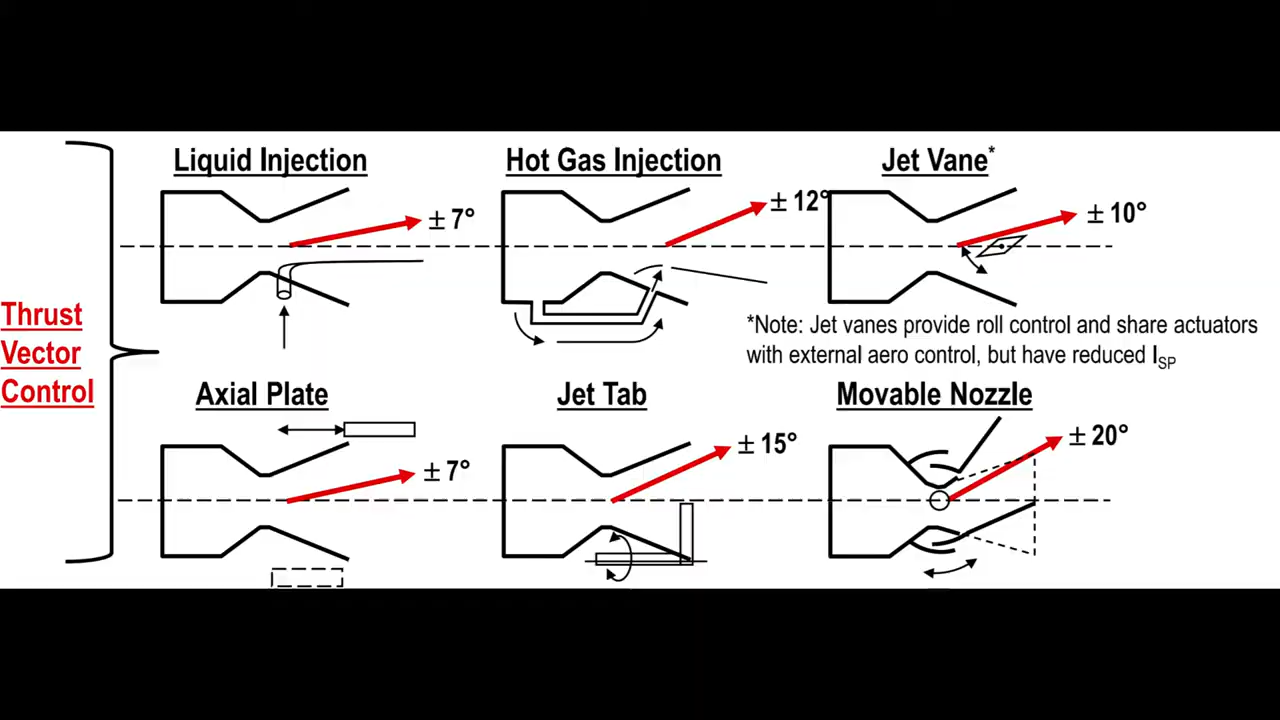 Thrust
Vector
Control
Liquid Injection
± 7°
Hot Gas Injection
± 12°
Jet Vane*
± 10°
*Note: Jet vanes provide roll control and share actuators
with external aero control, but have reduced ISP
Axial Plate
± 7°
Jet Tab
± 15°
Movable Nozzle
± 20°